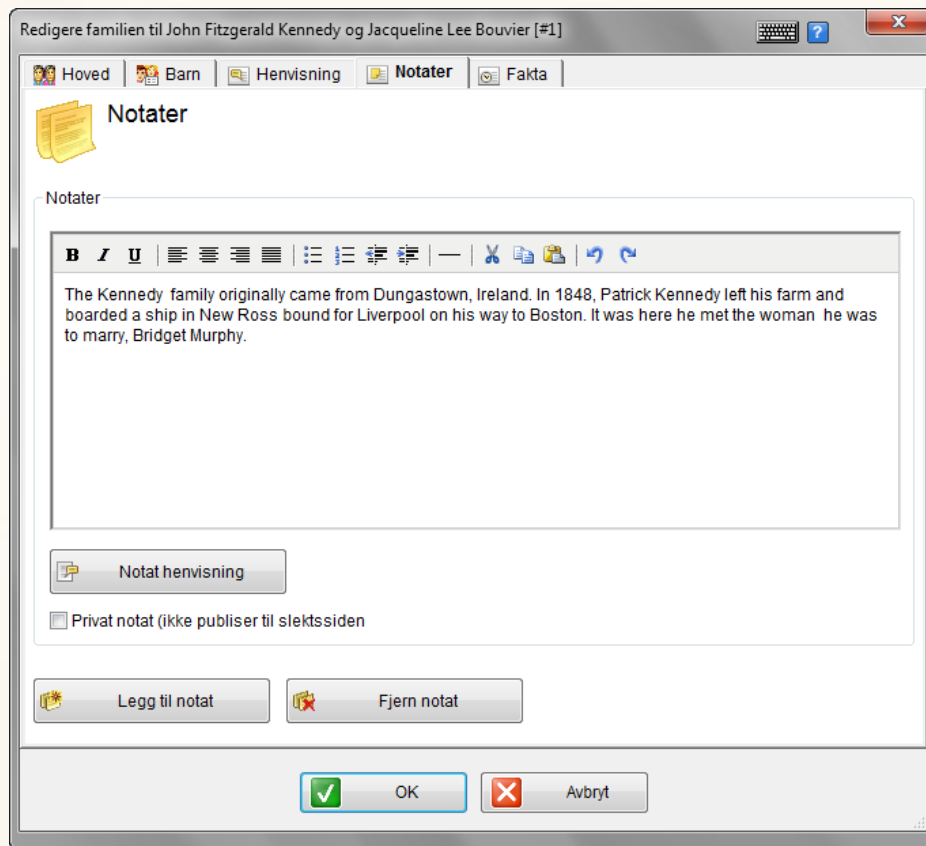 Redigere familien til John Fitzgerald Kennedy og Jacqueline Lee Bouvier [#1]
Hoved Barn Henvisning Notater Fakta
Notater
Notater
B I U
The Kennedy  family originally came from Dungastown, Ireland. In 1848, Patrick Kennedy left his farm and
boarded a ship in New Ross bound for Liverpool on his way to Boston. It was here he met the woman  he was
to marry, Bridget Murphy.
Notat henvisning
Privat notat (ikke publiser til slektssiden
Legg til notat Fjern notat
OK Avbryt